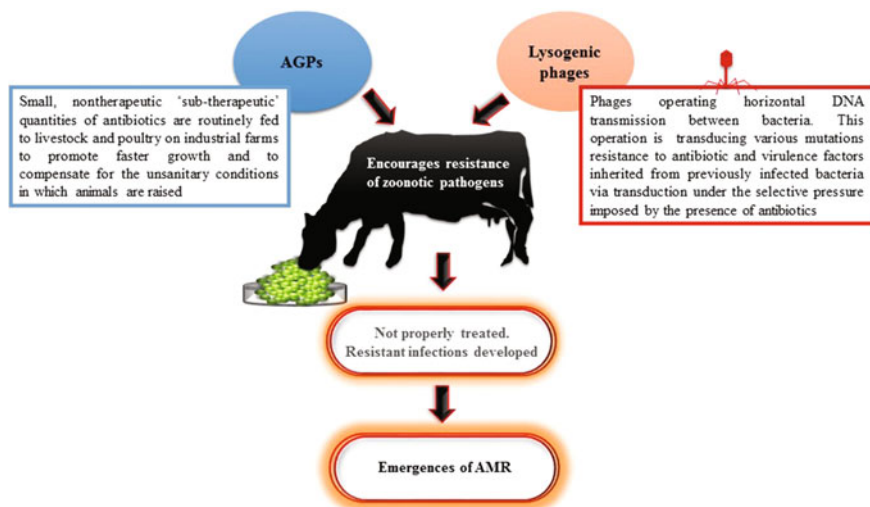 AGPs
Lysogenic
phages
Small, nontherapeutic ‘sub-therapeutic’
quantities of antibiotics are routinely fed
to livestock and poultry on industrial farms
to promote faster growth and to
compensate for the unsanitary conditions
in which animals are raised
Phages operating horizontal DNA
transmission between bacteria. This
operation is transducing various mutations
resistance to antibiotic and virulence factors
inherited from previously infected bacteria
via transduction under the selective pressure
imposed by the presence of antibiotics
Encourages resistance
of zoonotic pathogens
Not properly treated.
Resistant infections developed
Emergences of AMR